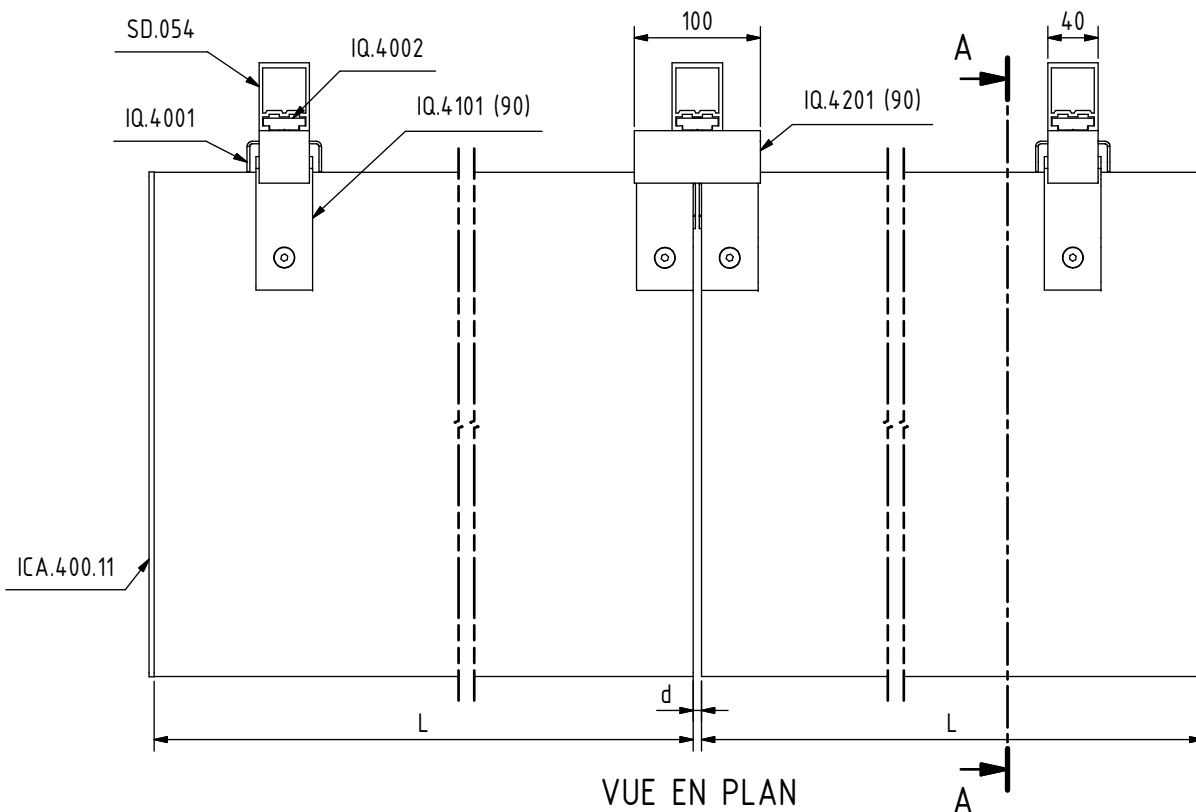 SD.054
IQ.4002
100
40
A
IQ.4001
IQ.4101 (90)
IQ.4201 (90)
ICA.400.11
d
L
L
VUE EN PLAN
A